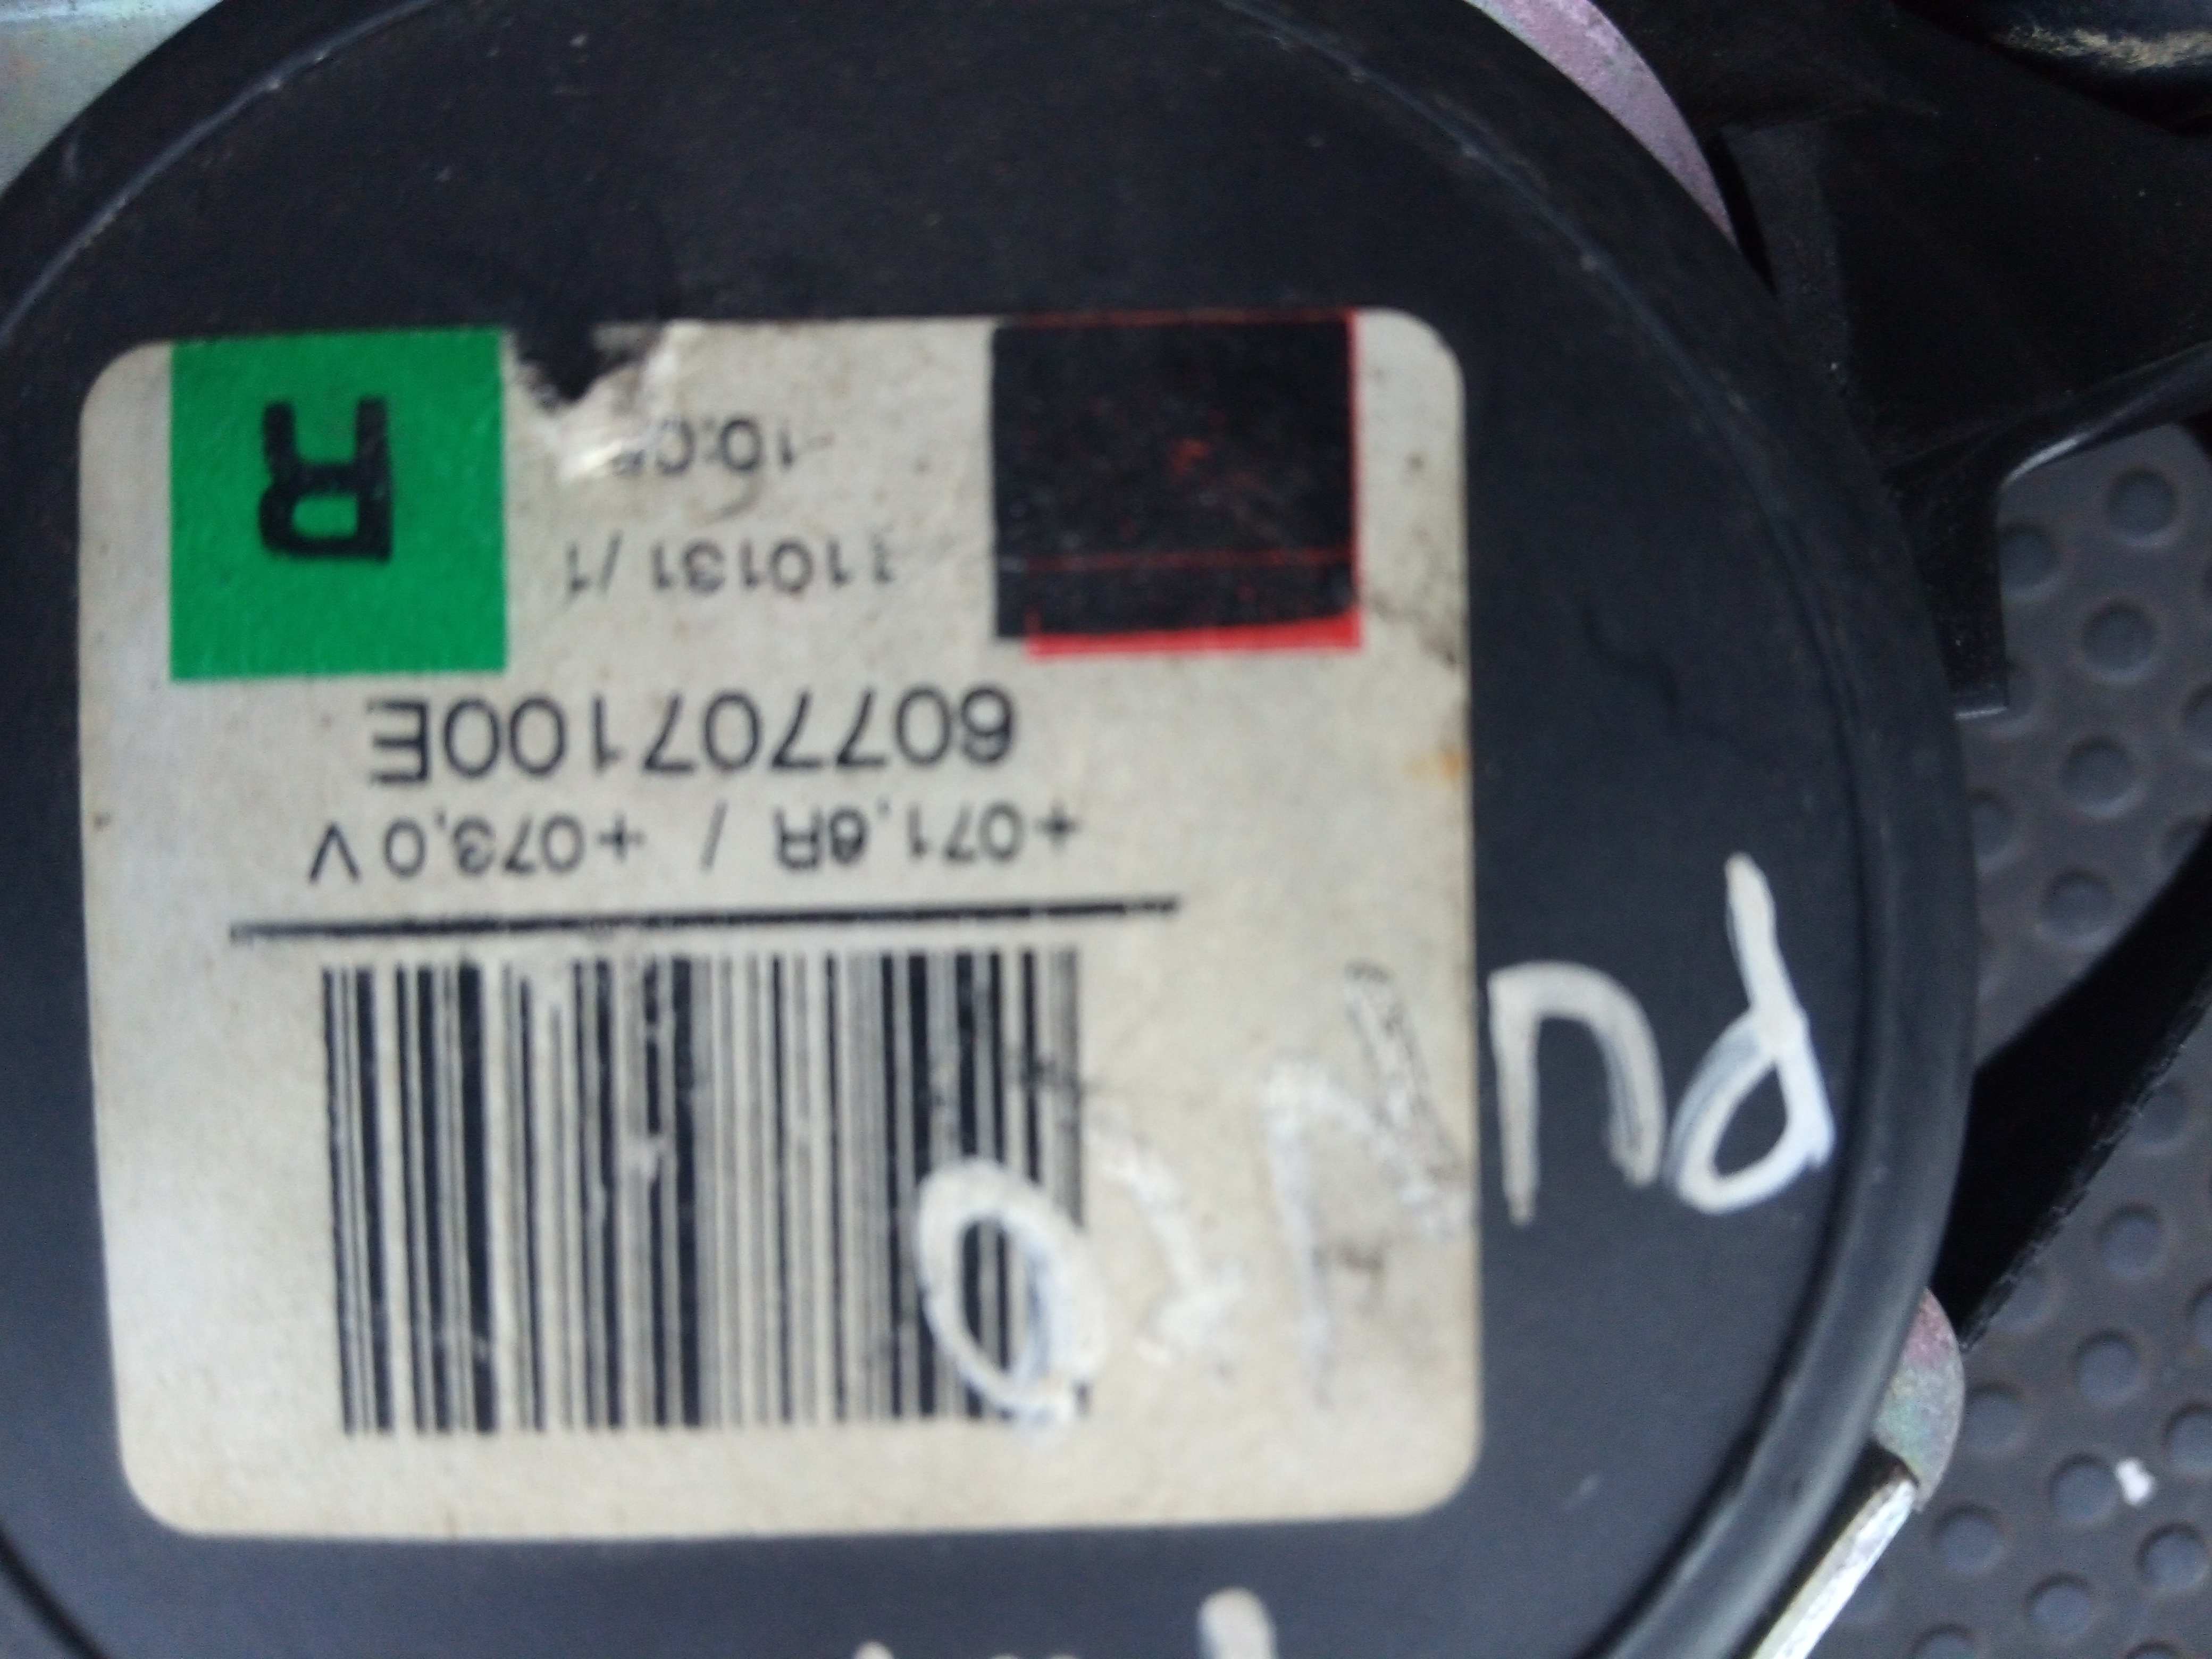 Punto
+071,6R / +073,0 V
607707100E
110131 /1
R